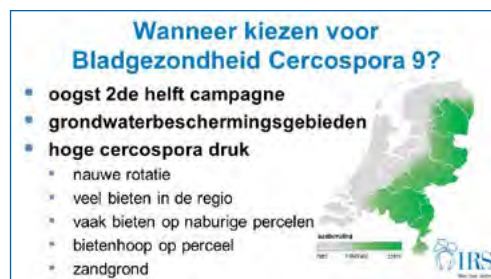 Wanneer kiezen voor
Bladgezondheid Cercospora 9?
oogst 2de helft campagne
grondwaterbeschermingsgebieden
hoge cercospora druk
nauwe rotatie
veel bieten in de regio
vaak bieten op naburige percelen
bietenhoop op perceel
zandgrond
IRS